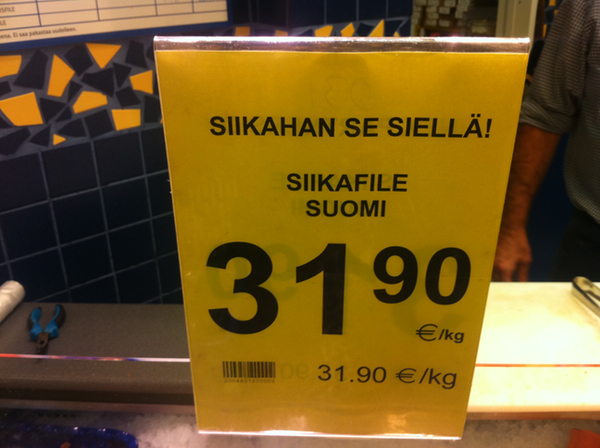 SIIKAHAN SE SIELLÄ!
SIIKAFILE
SUOMI
31 90
€/kg
31.90 €/kg